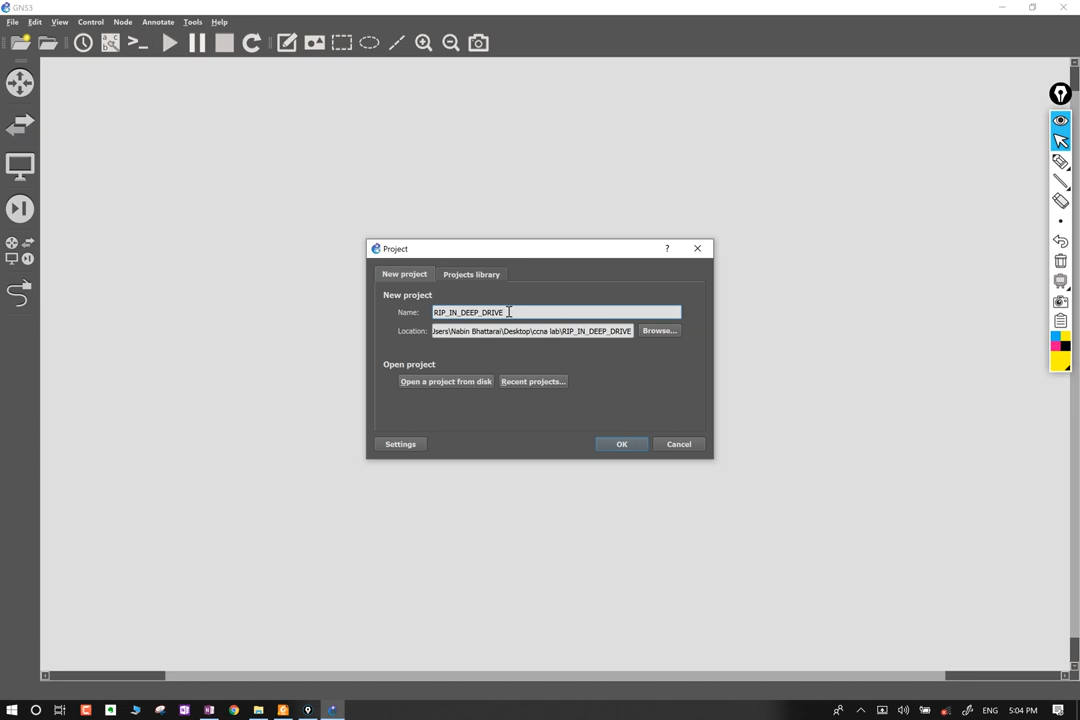 GNS3
File Edit View Control Node Annotate Tools Help
Project
New project Projects library
New project
Name: RIP_IN_DEEP_DRIVE
Location: Jsers\Nabin Bhattarai\Desktop\ccna lab\RIP_IN_DEEP_DRIVE Browse...
Open project
Open a project from disk Recent projects...
Settings OK Cancel
ENG 5:04 PM